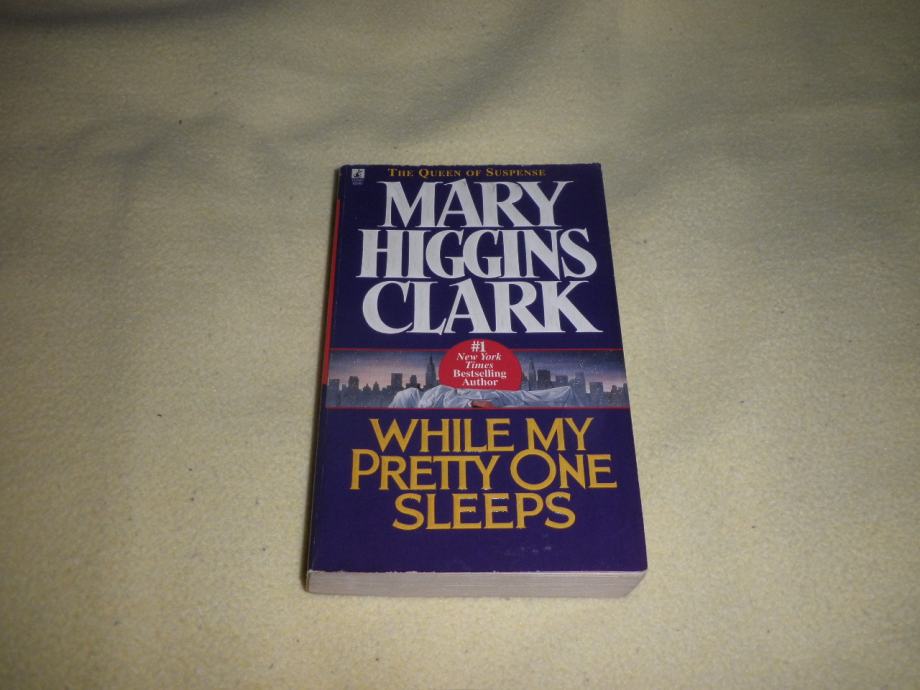 THE QUEEN OF SUSPENSE
MARY
HIGGINS
CLARK
#1
New York
Times
Bestselling
Author
WHILE MY
PRETTY ONE
SLEEPS